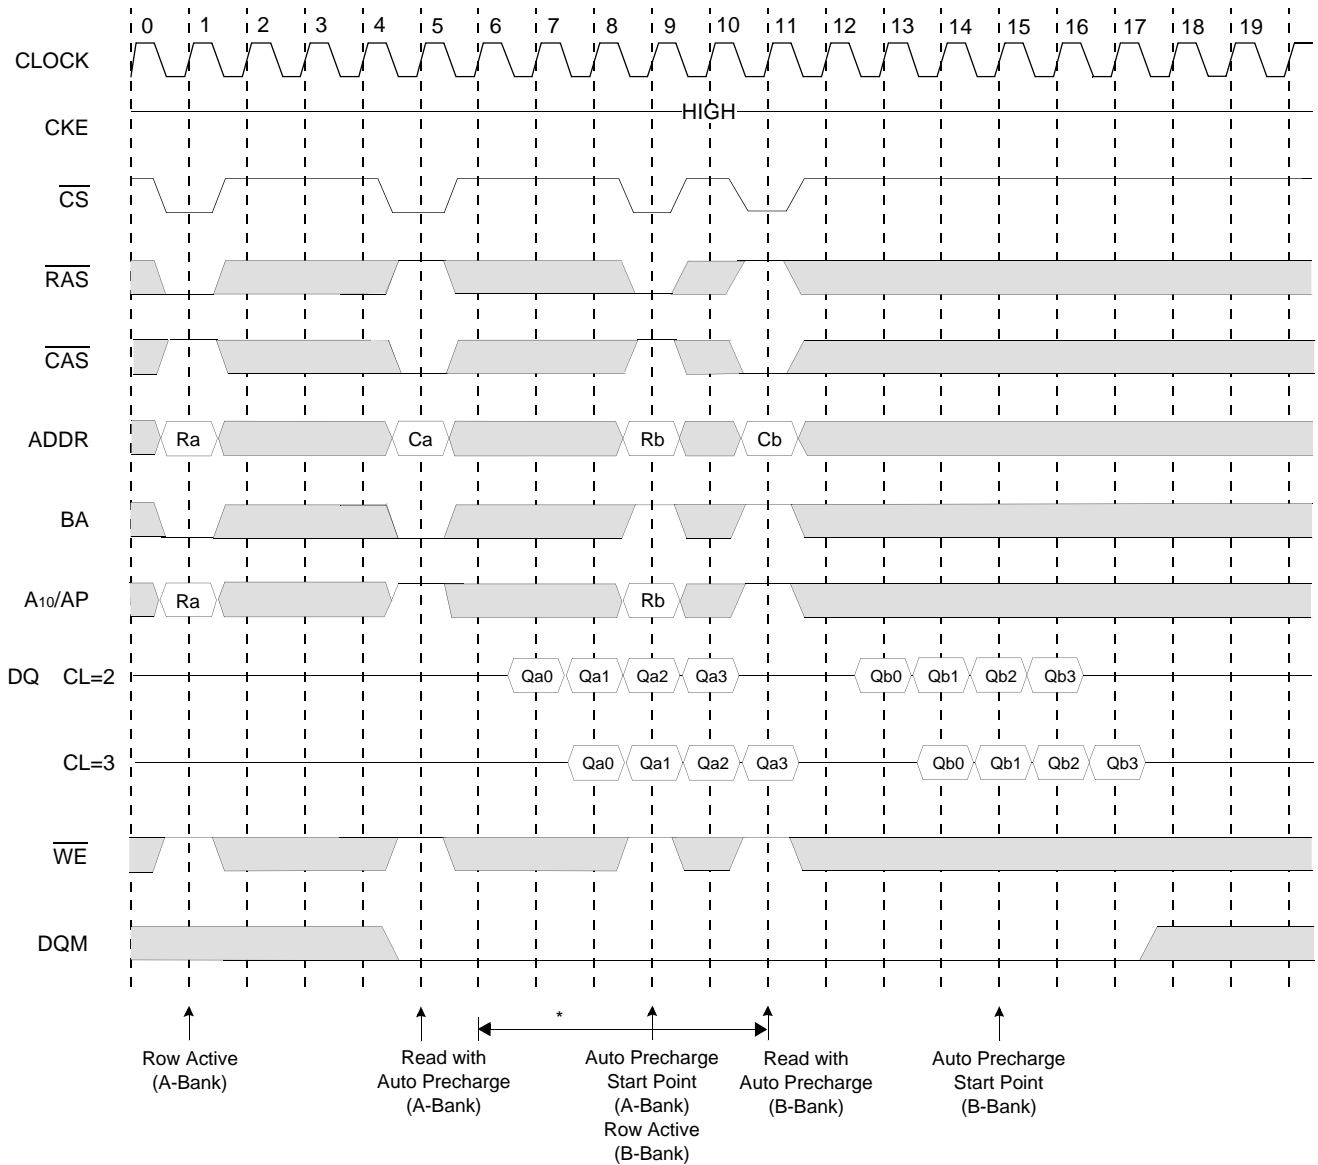 0 1 2 3 4 5 6 7 8 9 10 11 12 13 14 15 16 17 18 19
CLOCK
HIGH
CKE
CS
RAS
CAS
ADDR Ra Ca Rb Cb
BA
A10/AP Ra Rb
DQ CL=2 Qa0 Qa1 Qa2 Qa3 Qb0 Qb1 Qb2 Qb3
CL=3 Qa0 Qa1 Qa2 Qa3 Qb0 Qb1 Qb2 Qb3
WE
DQM
*
Row Active
(A-Bank)
Read with
Auto Precharge
(A-Bank)
Auto Precharge
Start Point
(A-Bank)
Row Active
(B-Bank)
Read with
Auto Precharge
(B-Bank)
Auto Precharge
Start Point
(B-Bank)